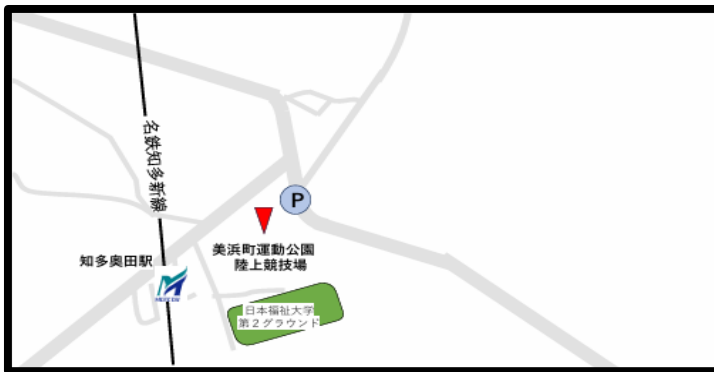 名鉄知多新線
P
美浜町運動公園
陸上競技場
知多奥田駅
日本福祉大学
第２グラウンド